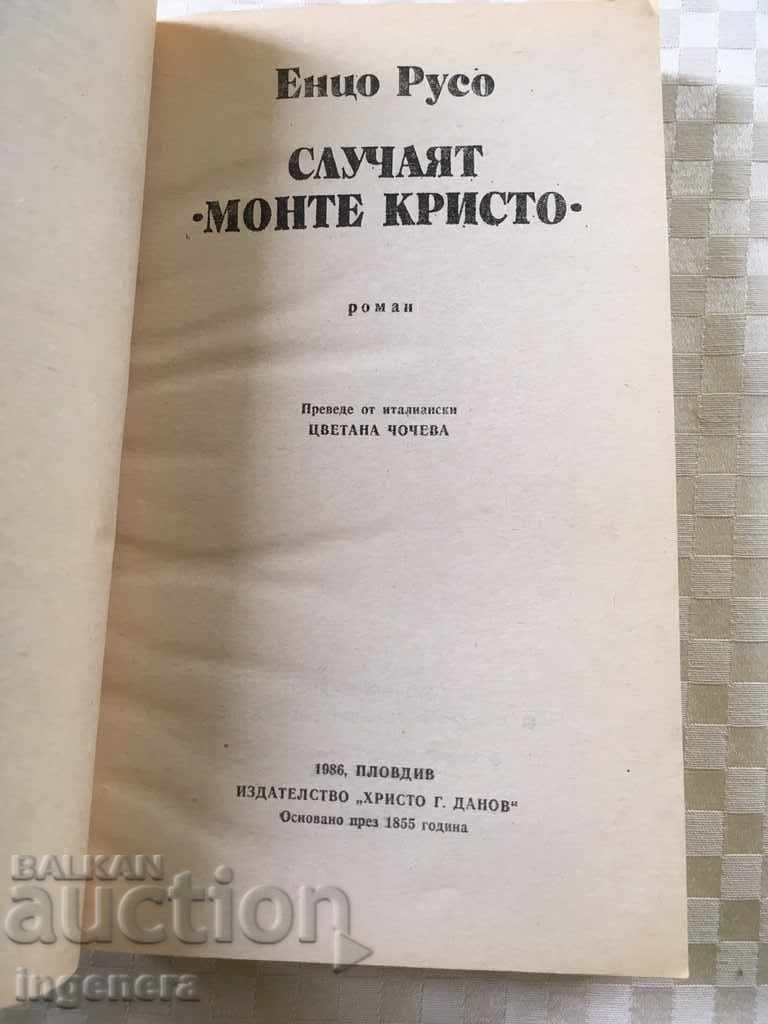 Енцо Русо
СЛУЧАЯТ
„МОНТЕ КРИСТО“
роман
Преведе от италиански
ЦВЕТАНА ЧОЧЕВА
1986, ПЛОВДИВ
ИЗДАТЕЛСТВО „ХРИСТО Г. ДАНОВ“
Основано през 1855 година
BALKAN
auction
ingenera